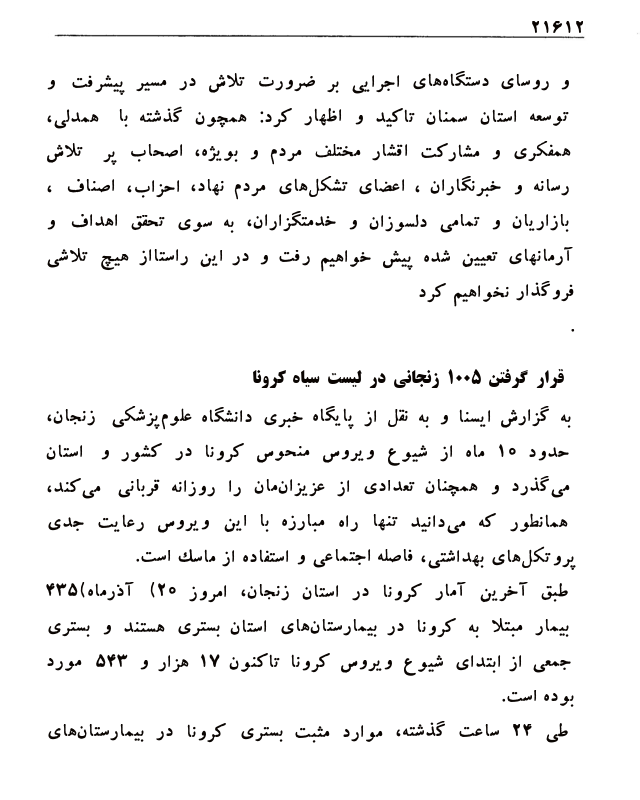 ۲۱۶۱۲
و روسای دستگاه‌های اجرایی بر ضرورت تلاش در مسیر پیشرفت و
توسعه استان سمنان تاکید و اظهار کرد: همچون گذشته با همدلی،
همفکری و مشارکت اقشار مختلف مردم و بویژه، اصحاب پر تلاش
رسانه و خبرنگاران ، اعضای تشکل‌های مردم نهاد، احزاب، اصناف ،
بازاریان و تمامی دلسوزان و خدمتگزاران، به سوی تحقق اهداف و
آرمانهای تعیین شده پیش خواهیم رفت و در این راستااز هیچ تلاشی
فروگذار نخواهیم کرد
.
قرار گرفتن ۱۰۰۵ زنجانی در لیست سیاه کرونا
به گزارش ایسنا و به نقل از پایگاه خبری دانشگاه علوم‌پزشکی زنجان،
حدود ۱۰ ماه از شیوع ویروس منحوس کرونا در کشور و استان
می‌گذرد و همچنان تعدادی از عزیزان‌مان را روزانه قربانی می‌کند،
همانطور که می‌دانید تنها راه مبارزه با این ویروس رعایت جدی
پروتکل‌های بهداشتی، فاصله اجتماعی و استفاده از ماسک است.
طبق آخرین آمار کرونا در استان زنجان، امروز ۲۰) آذرماه)۴۳۵
بیمار مبتلا به کرونا در بیمارستان‌های استان بستری هستند و بستری
جمعی از ابتدای شیوع ویروس کرونا تاکنون ۱۷ هزار و ۵۴۳ مورد
بوده است.
طی ۲۴ ساعت گذشته، موارد مثبت بستری کرونا در بیمارستان‌های